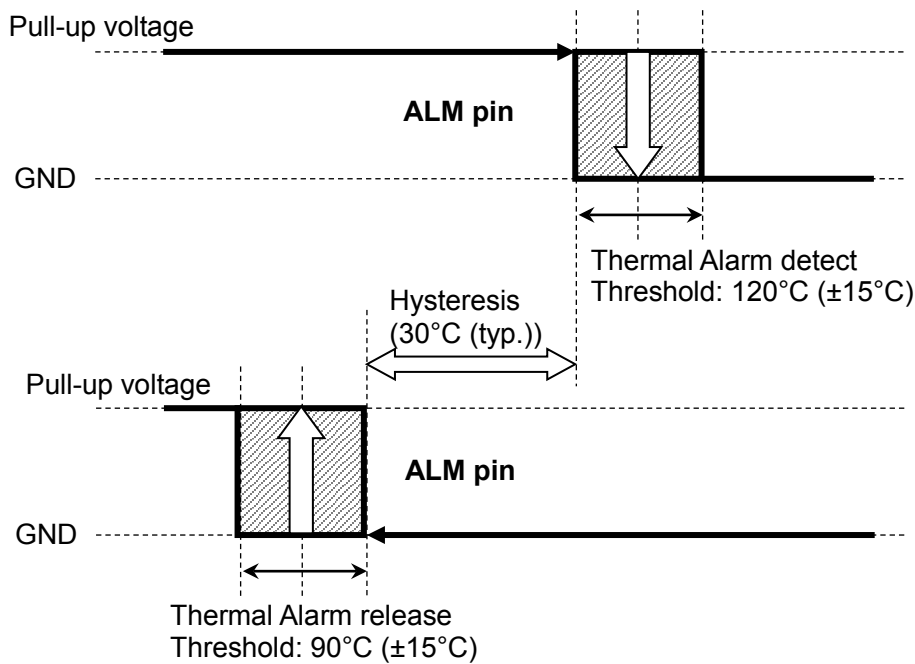 Pull-up voltage
ALM pin
GND
Thermal Alarm detect
Threshold: 120°C (±15°C)
Hysteresis
(30°C (typ.))
Pull-up voltage
ALM pin
GND
Thermal Alarm release
Threshold: 90°C (±15°C)